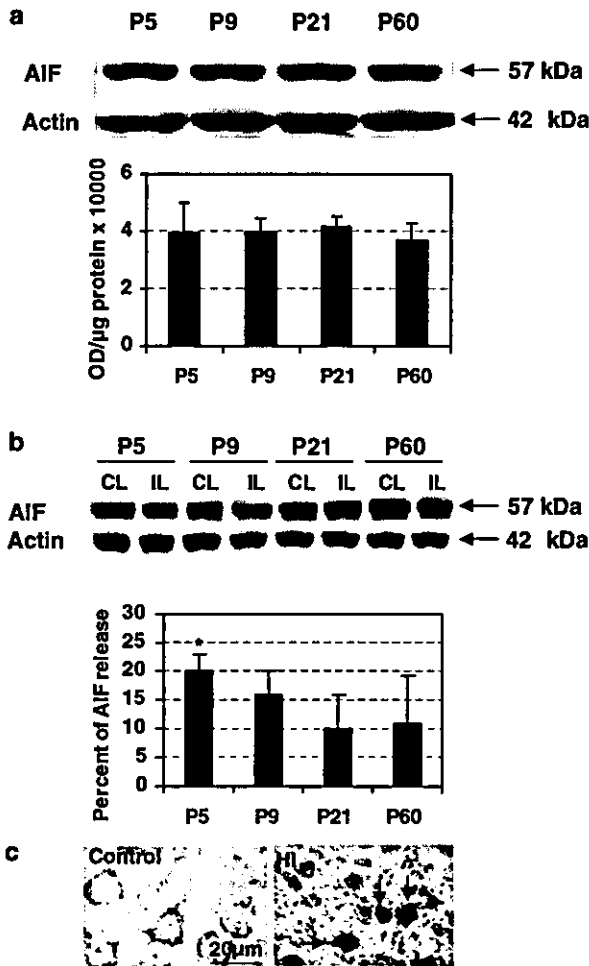 a
P5 P9 P21 P60
AIF ← 57 kDa
Actin ← 42 kDa
OD/µg protein x 10000
6
4
2
0
P5 P9 P21 P60
b
P5 P9 P21 P60
CL IL CL IL CL IL CL IL
AIF ← 57 kDa
Actin ← 42 kDa
Percent of AIF release
30
25
20
15
10
5
0
*
P5 P9 P21 P60
c
Control HI
20µm